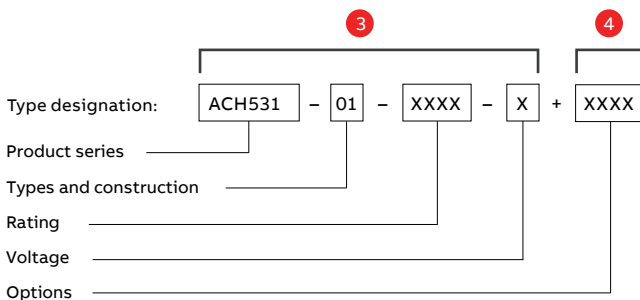 3 4
Type designation: ACH531 – 01 – XXXX – X + XXXX
Product series
Types and construction
Rating
Voltage
Options